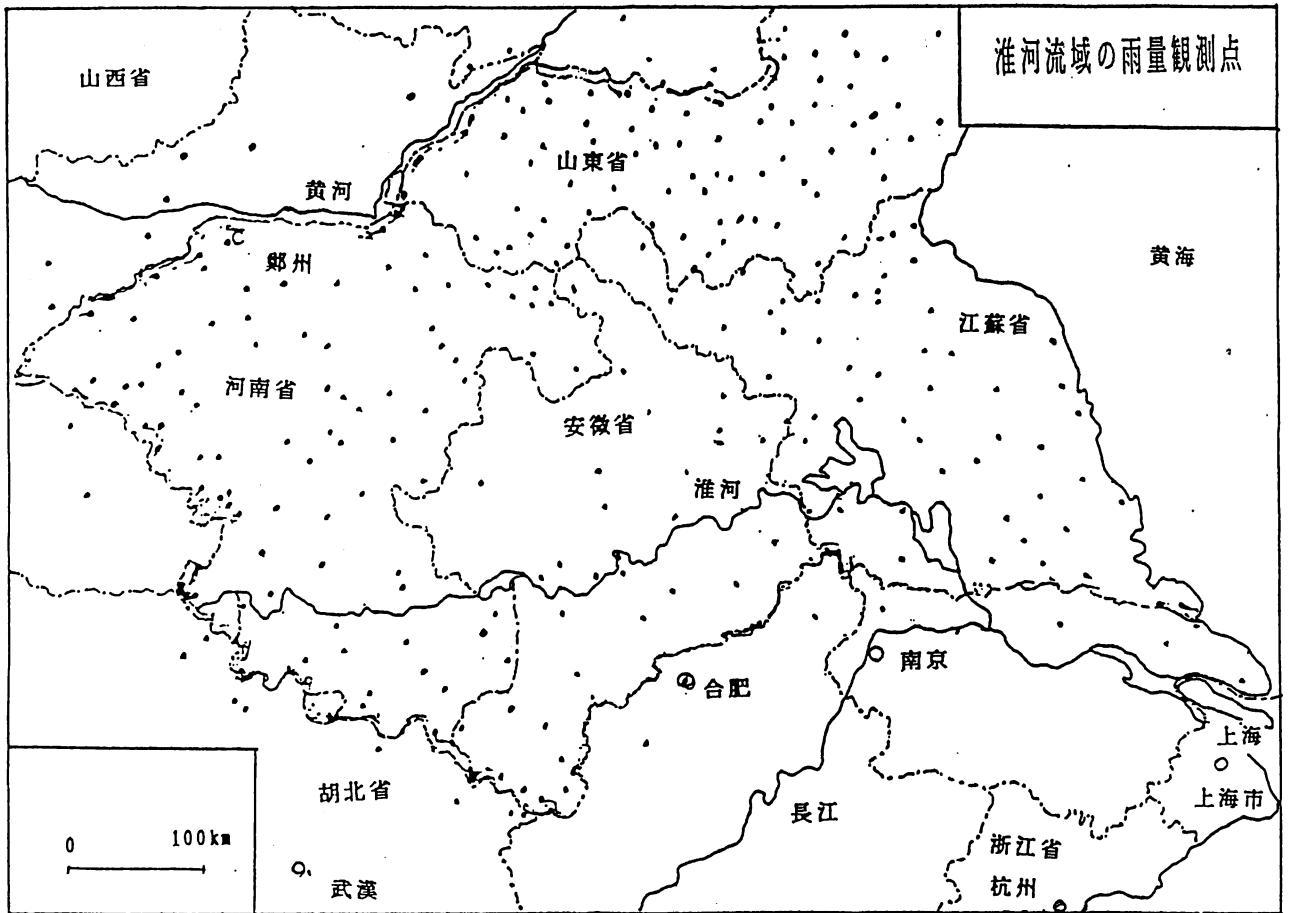 淮河流域の雨量観測点
山西省
山東省
黄河
鄭州
黄海
江蘇省
河南省
安徽省
淮河
南京
合肥
上海
胡北省
上海市
長江
0 100km
浙江省
武漢
杭州